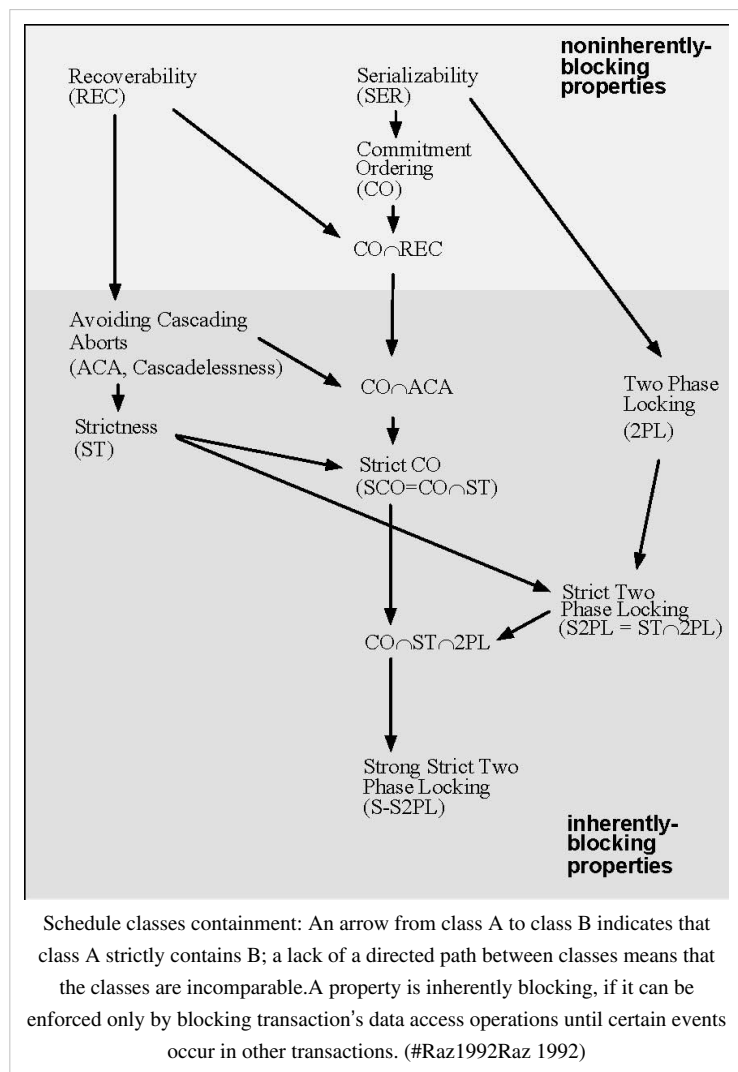 noninherently-
blocking
properties
Recoverability
(REC)
Serializability
(SER)
Commitment
Ordering
(CO)
CO∩REC
Avoiding Cascading
Aborts
(ACA, Cascadelessness)
CO∩ACA
Two Phase
Locking
(2PL)
Strictness
(ST)
Strict CO
(SCO=CO∩ST)
Strict Two
Phase Locking
(S2PL = ST∩2PL)
CO∩ST∩2PL
Strong Strict Two
Phase Locking
(S-S2PL)
inherently-
blocking
properties
Schedule classes containment: An arrow from class A to class B indicates that
class A strictly contains B; a lack of a directed path between classes means that
the classes are incomparable.A property is inherently blocking, if it can be
enforced only by blocking transaction's data access operations until certain events
occur in other transactions. (#Raz1992Raz 1992)